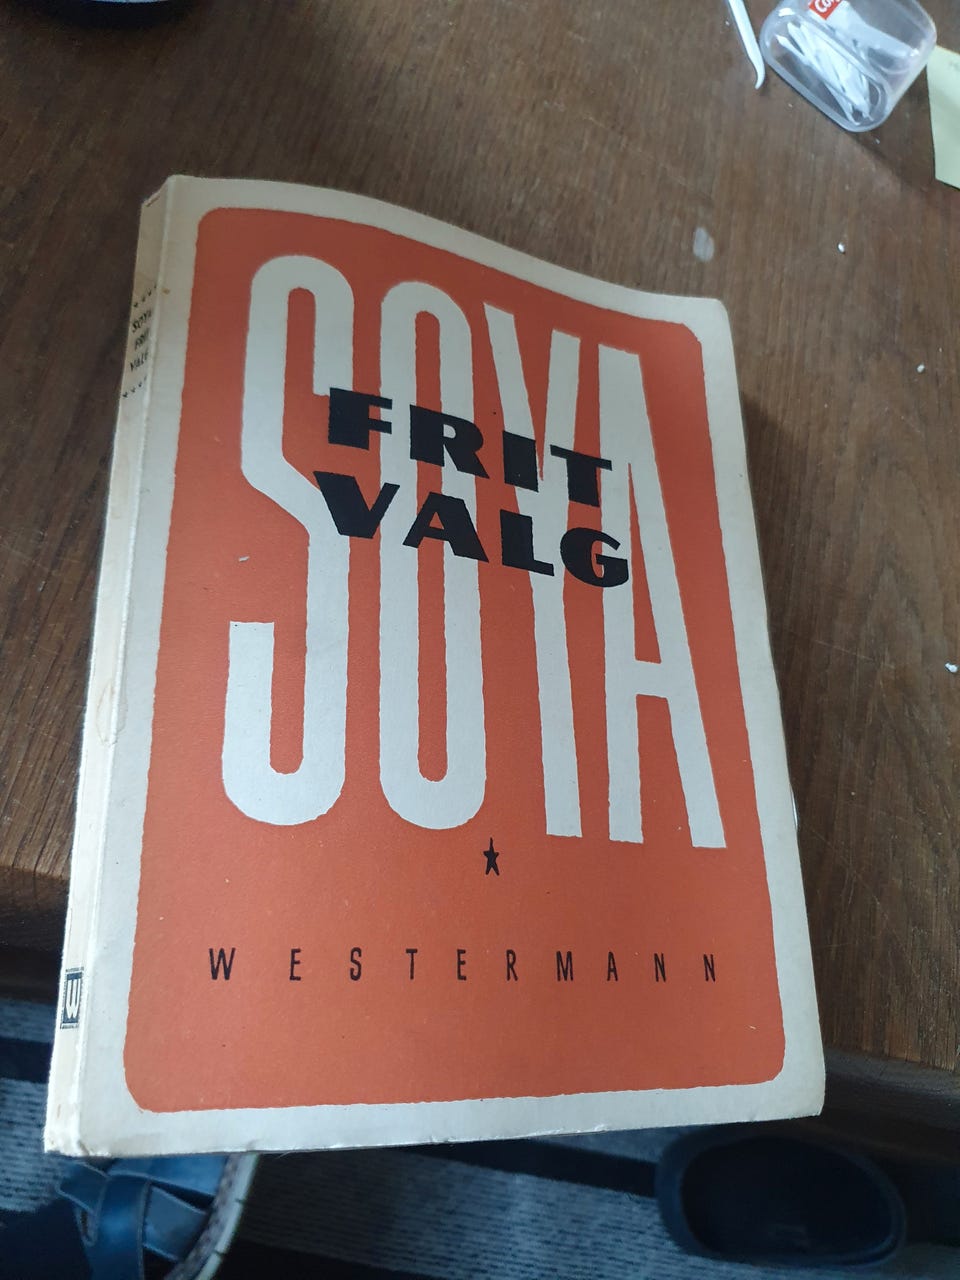 SOYA
FRIT
VALG
WESTERMANN
SOYA
FRIT
VALG
W